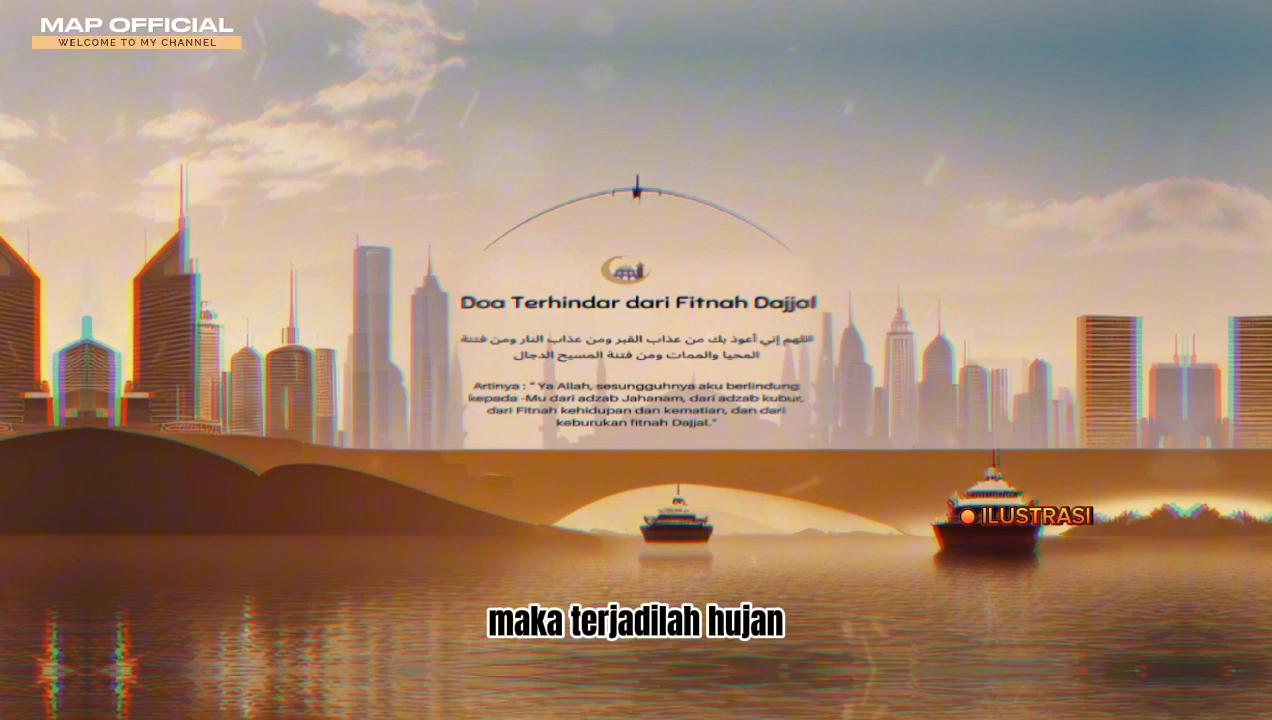 MAP OFFICIAL
WELCOME TO MY CHANNEL
Doa Terhindar dari Fitnah Dajjal
اللهم إني أعوذ بك من عذاب القبر ومن عذاب النار ومن فتنة
المحيا والممات ومن فتنة المسيح الدجال
Artinya : " Ya Allah, sesungguhnya aku berlindung
kepada -Mu dari adzab Jahanam, dari adzab kubur,
dari Fitnah kehidupan dan kematian, dan dari
keburukan fitnah Dajjal."
ILUSTRASI
maka terjadilah hujan